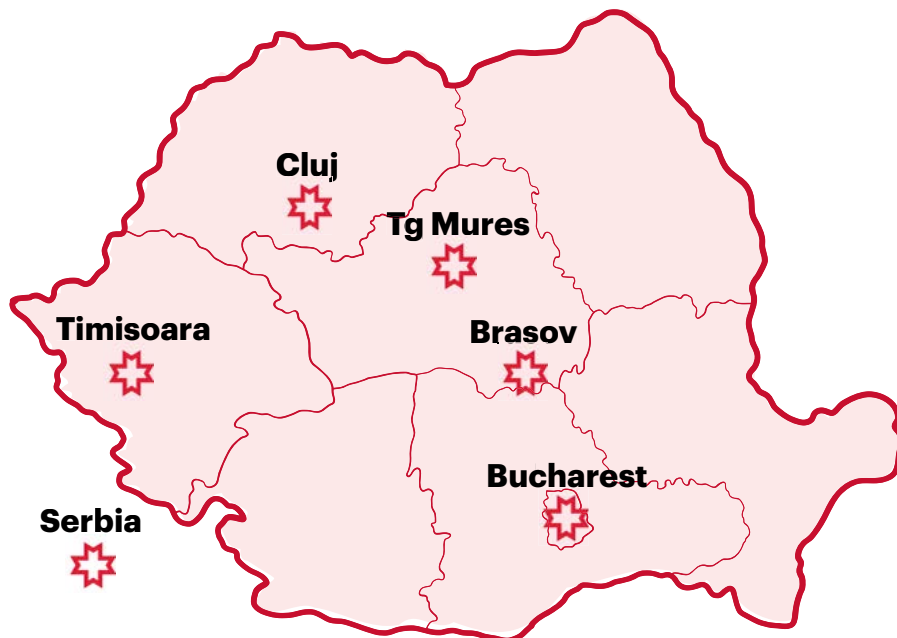 Cluj
Tg Mures
Timisoara
Brasov
Bucharest
Serbia